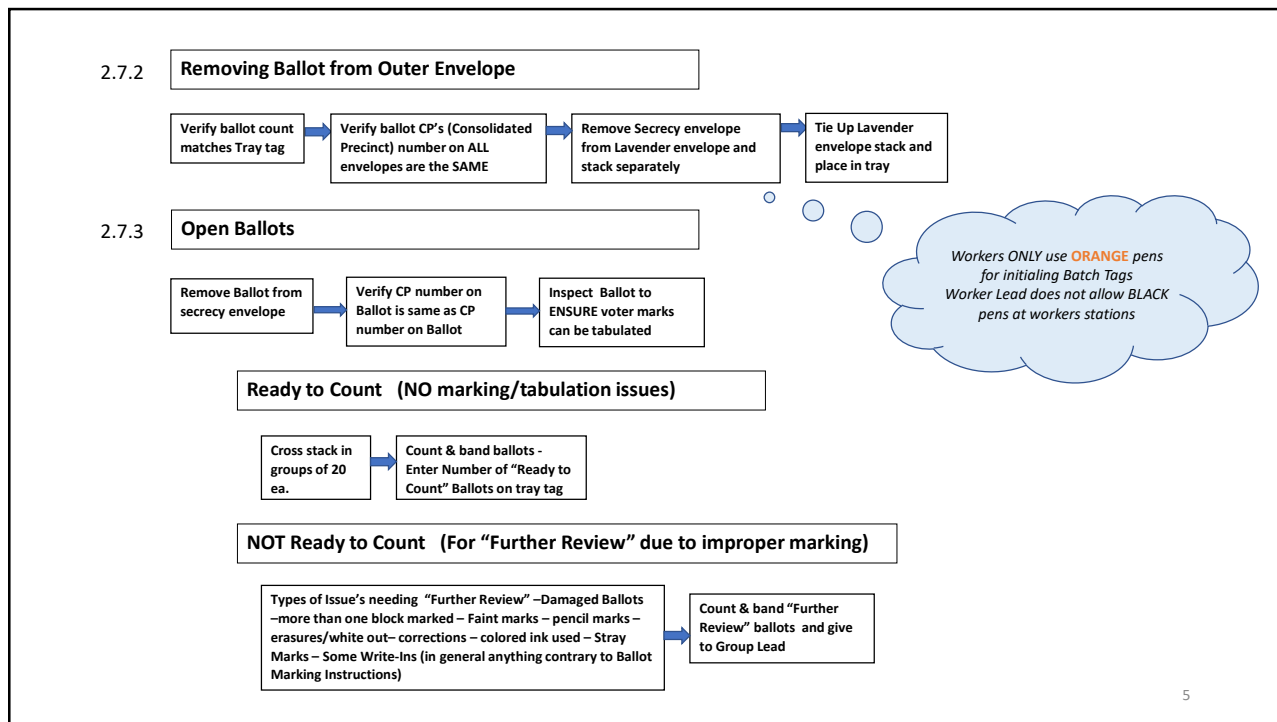 2.7.2
Removing Ballot from Outer Envelope
Verify ballot count
matches Tray tag
Verify ballot CP's (Consolidated
Precinct) number on ALL
envelopes are the SAME
Remove Secrecy envelope
from Lavender envelope and
stack separately
Tie Up Lavender
envelope stack and
place in tray
Workers ONLY use ORANGE pens
for initialing Batch Tags
Worker Lead does not allow BLACK
pens at workers stations
2.7.3
Open Ballots
Remove Ballot from
secrecy envelope
Verify CP number on
Ballot is same as CP
number on Ballot
Inspect Ballot to
ENSURE voter marks
can be tabulated
Ready to Count (NO marking/tabulation issues)
Cross stack in
groups of 20
ea.
Count & band ballots -
Enter Number of “Ready to
Count” Ballots on tray tag
NOT Ready to Count (For “Further Review” due to improper marking)
Types of Issue's needing “Further Review” –Damaged Ballots
–more than one block marked – Faint marks – pencil marks –
erasures/white out– corrections – colored ink used – Stray
Marks – Some Write-Ins (in general anything contrary to Ballot
Marking Instructions)
Count & band “Further
Review” ballots and give
to Group Lead
5